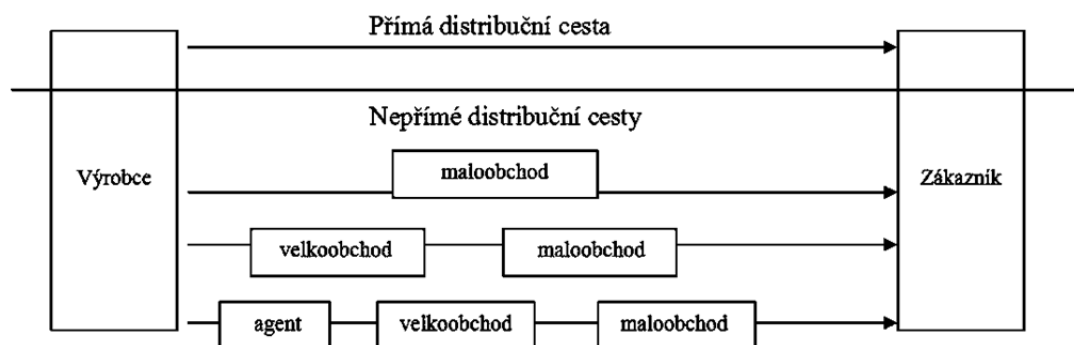 Přímá distribuční cesta
Nepřímé distribuční cesty
Výrobce
maloobchod
Zákazník
velkoobchod maloobchod
agent velkoobchod maloobchod